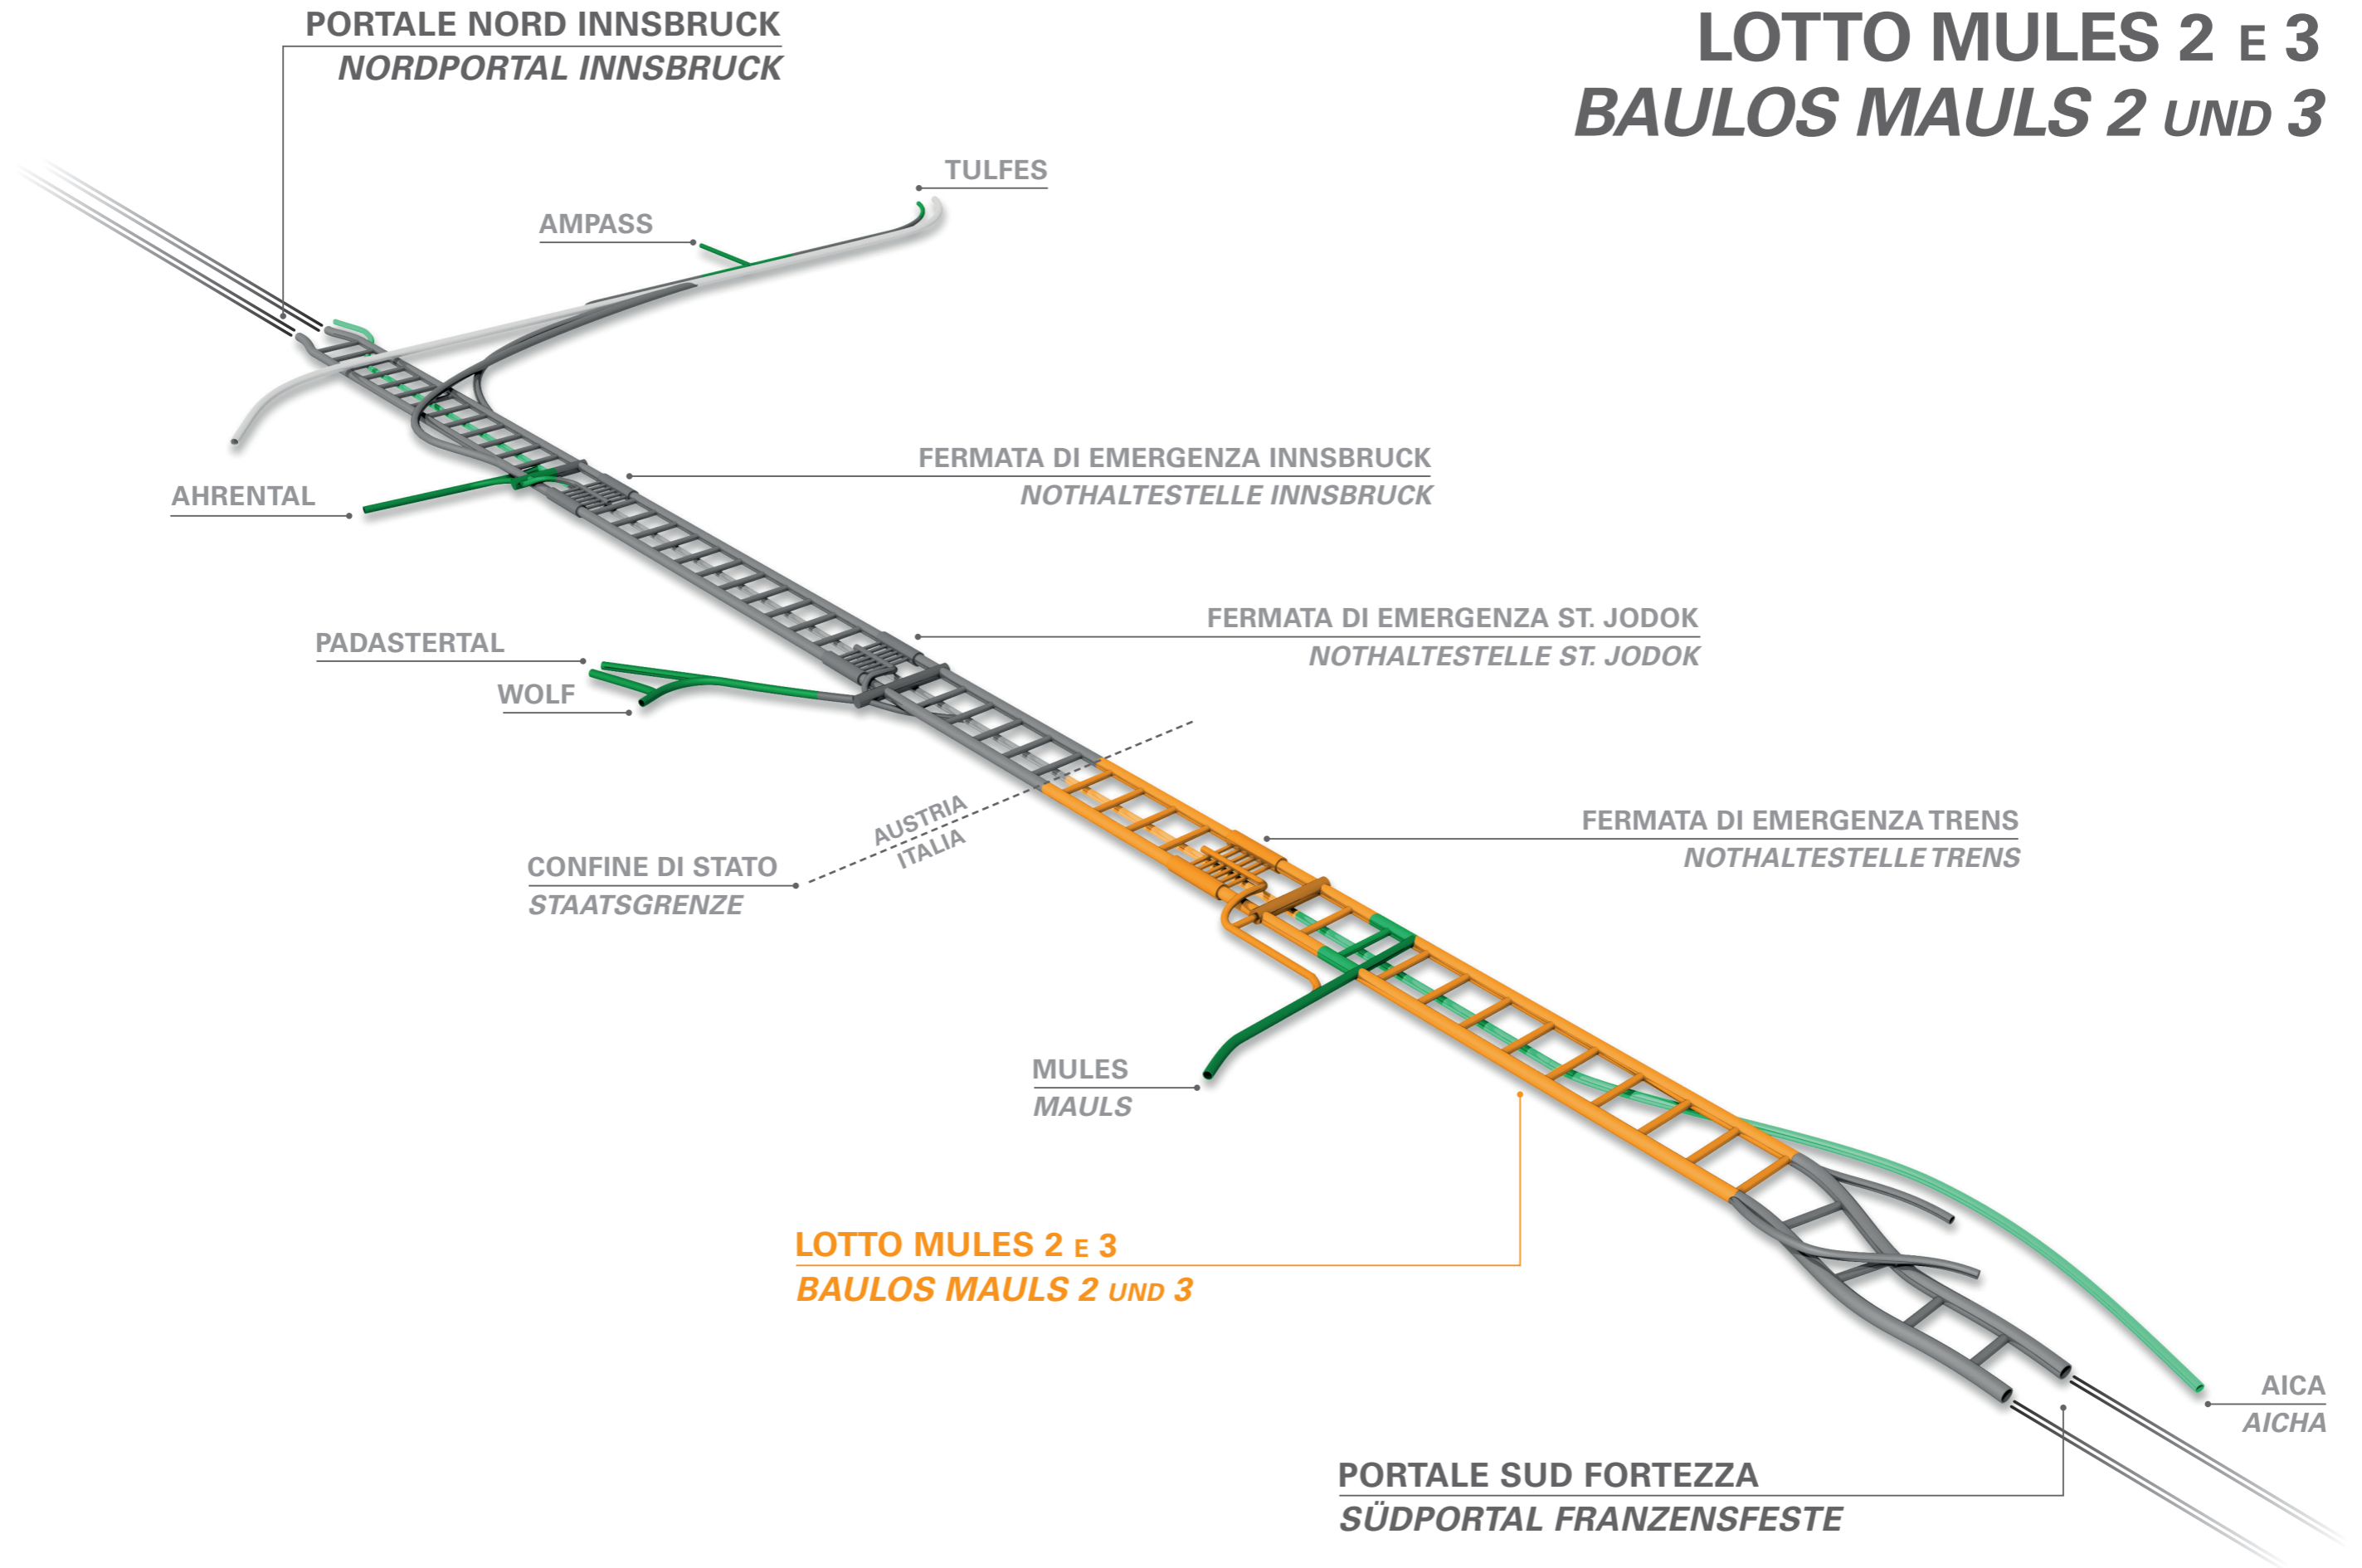 PORTALE NORD INNSBRUCK
NORDPORTAL INNSBRUCK
LOTTO MULES 2 E 3
BAULOS MAULS 2 UND 3
TULFES
AMPASS
FERMATA DI EMERGENZA INNSBRUCK
NOTHALTESTELLE INNSBRUCK
AHRENTAL
FERMATA DI EMERGENZA ST. JODOK
NOTHALTESTELLE ST. JODOK
PADASTERTAL
WOLF
AUSTRIA
ITALIA
FERMATA DI EMERGENZA TRENS
NOTHALTESTELLE TRENS
CONFINE DI STATO
STAATSGRENZE
MULES
MAULS
LOTTO MULES 2 E 3
BAULOS MAULS 2 UND 3
AICA
AICHA
PORTALE SUD FORTEZZA
SÜDPORTAL FRANZENSFESTE